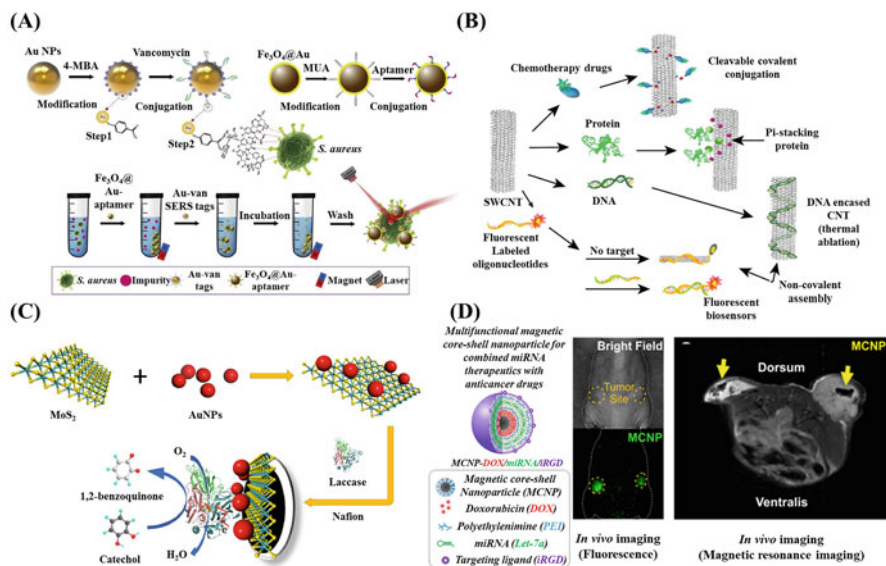 (A)
Au NPs
4-MBA
Vancomycin
Modification
Conjugation
Au
Step1
Au
Step2
Fe3O4@Au
MUA
Aptamer
Modification
Conjugation
S. aureus
Fe3O4@
Au-
aptamer
Au-van
SERS tags
Incubation
Wash
S. aureus
Impurity
Au-van
tags
Fe3O4@Au-
aptamer
Magnet
Laser
(B)
Chemotherapy drugs
Cleavable covalent
conjugation
Protein
Pi-stacking
protein
SWCNT
DNA
DNA encased
CNT
(thermal
ablation)
Fluorescent
Labeled
oligonucleotides
No target
Fluorescent
biosensors
Non-covalent
assembly
(C)
MoS2
AuNPs
Laccase
Nafion
O2
1,2-benzoquinone
Catechol
H2O
(D)
Multifunctional magnetic
core-shell nanoparticle for
combined miRNA
therapeutics with
anticancer drugs
MCNP-DOX/miRNA/iRGD
Magnetic core-shell
Nanoparticle (MCNP)
Doxorubicin (DOX)
Polyethylenimine (PEI)
miRNA (Let-7a)
Targeting ligand (iRGD)
Bright Field
Tumor
Site
MCNP
In vivo imaging
(Fluorescence)
MCNP
Dorsum
Ventralis
In vivo imaging
(Magnetic resonance imaging)